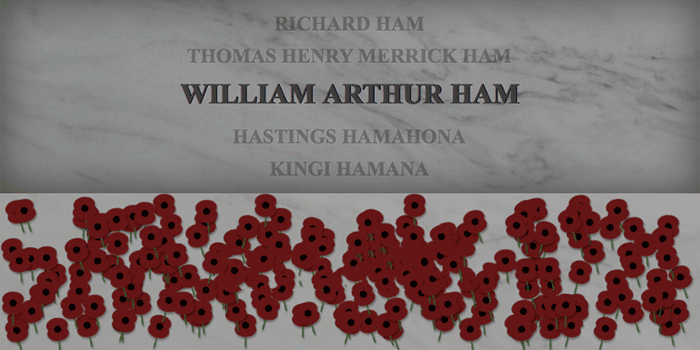 RICHARD HAM
THOMAS HENRY MERRICK HAM
WILLIAM ARTHUR HAM
HASTINGS HAMAHONA
KINGI HAMANA